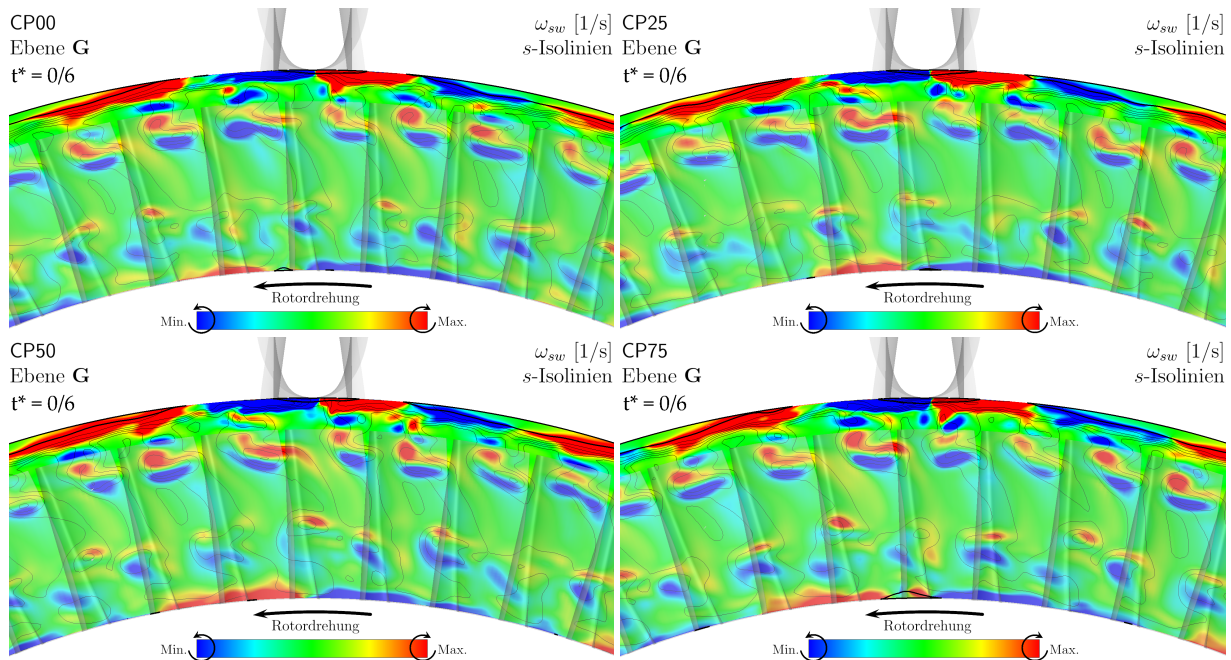 CP00
ω_sw [1/s]
Ebene G
s-Isolinien
t* = 0/6
Rotordrehung
Min.
Max.
CP25
ω_sw [1/s]
Ebene G
s-Isolinien
t* = 0/6
Rotordrehung
Min.
Max.
CP50
ω_sw [1/s]
Ebene G
s-Isolinien
t* = 0/6
Rotordrehung
Min.
Max.
CP75
ω_sw [1/s]
Ebene G
s-Isolinien
t* = 0/6
Rotordrehung
Min.
Max.